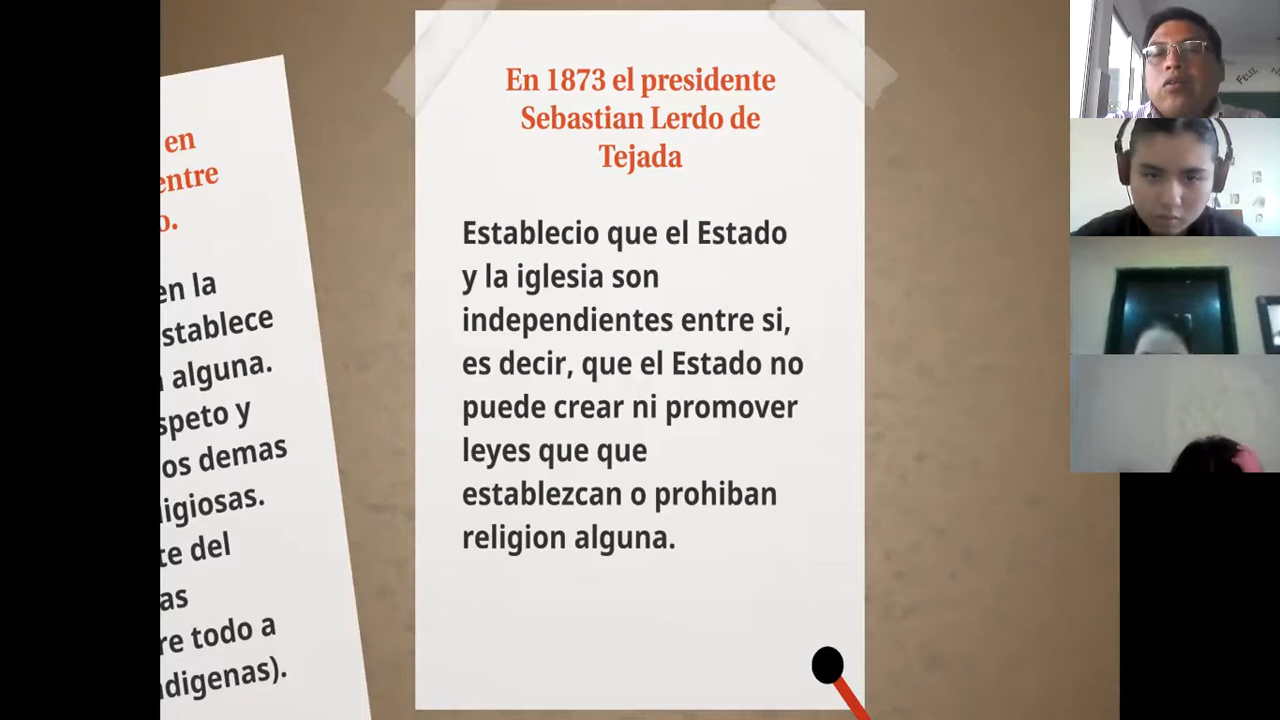 en
entre
o.
en la
stablece
alguna.
speto y
os demas
igiosas.
te del
as
re todo a
digenas).
En 1873 el presidente
Sebastian Lerdo de
Tejada
Establecio que el Estado
y la iglesia son
independientes entre si,
es decir, que el Estado no
puede crear ni promover
leyes que que
establezcan o prohiban
religion alguna.
FELIZ